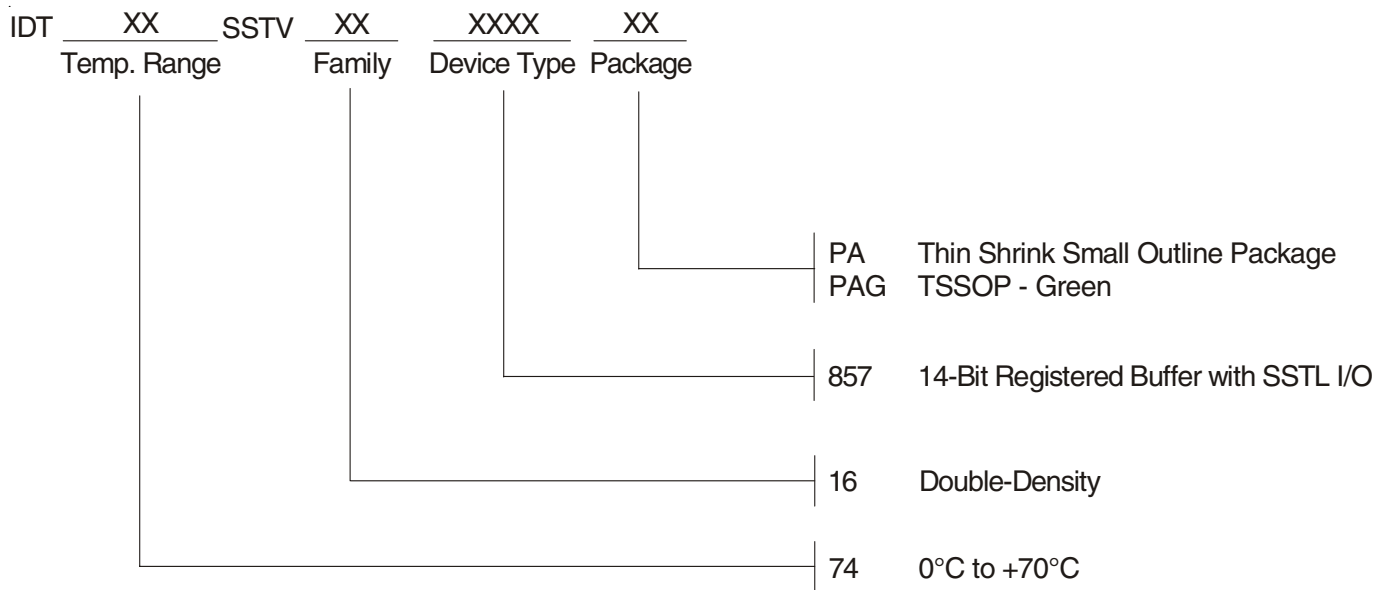 IDT XX SSTV XX XXXX XX
Temp. Range Family Device Type Package
PA Thin Shrink Small Outline Package
PAG TSSOP - Green
857 14-Bit Registered Buffer with SSTL I/O
16 Double-Density
74 0°C to +70°C